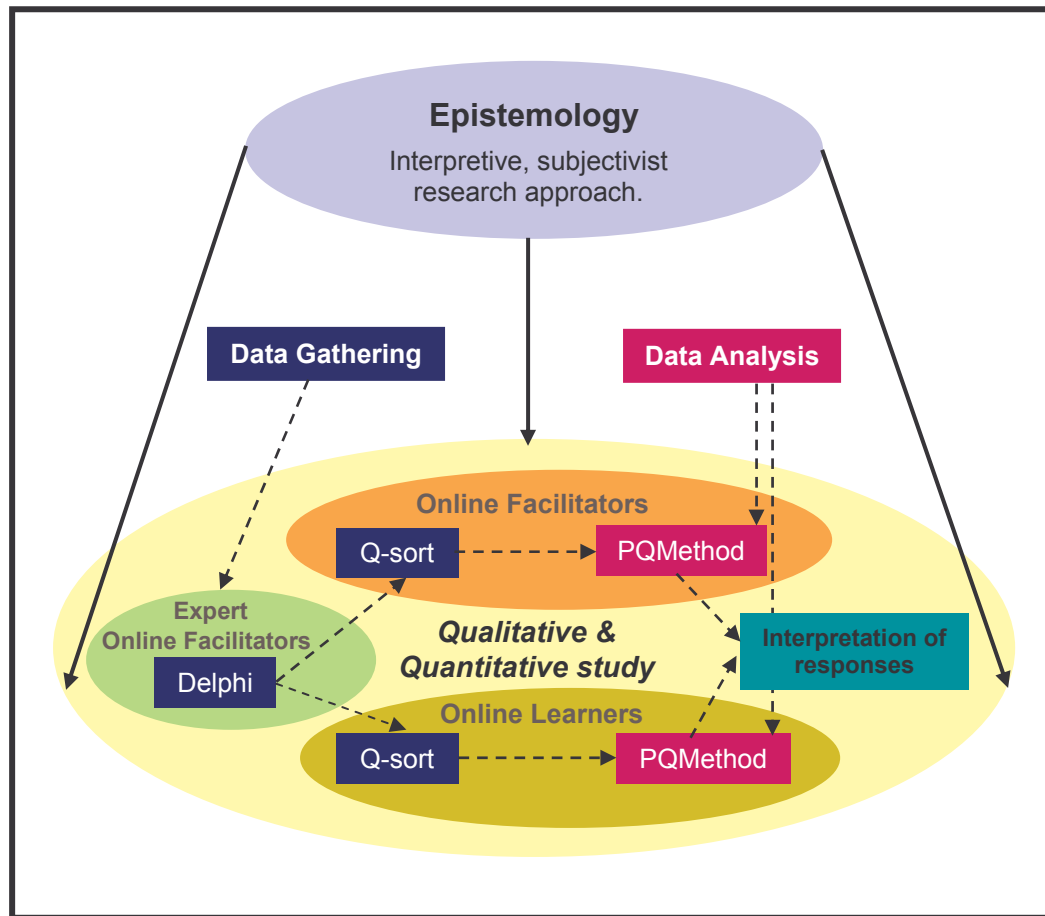 Epistemology
Interpretive, subjectivist
research approach.
Data Gathering
Data Analysis
Online Facilitators
Q-sort
PQMethod
Expert
Online Facilitators
Delphi
Qualitative &
Quantitative study
Interpretation of
responses
Online Learners
Q-sort
PQMethod